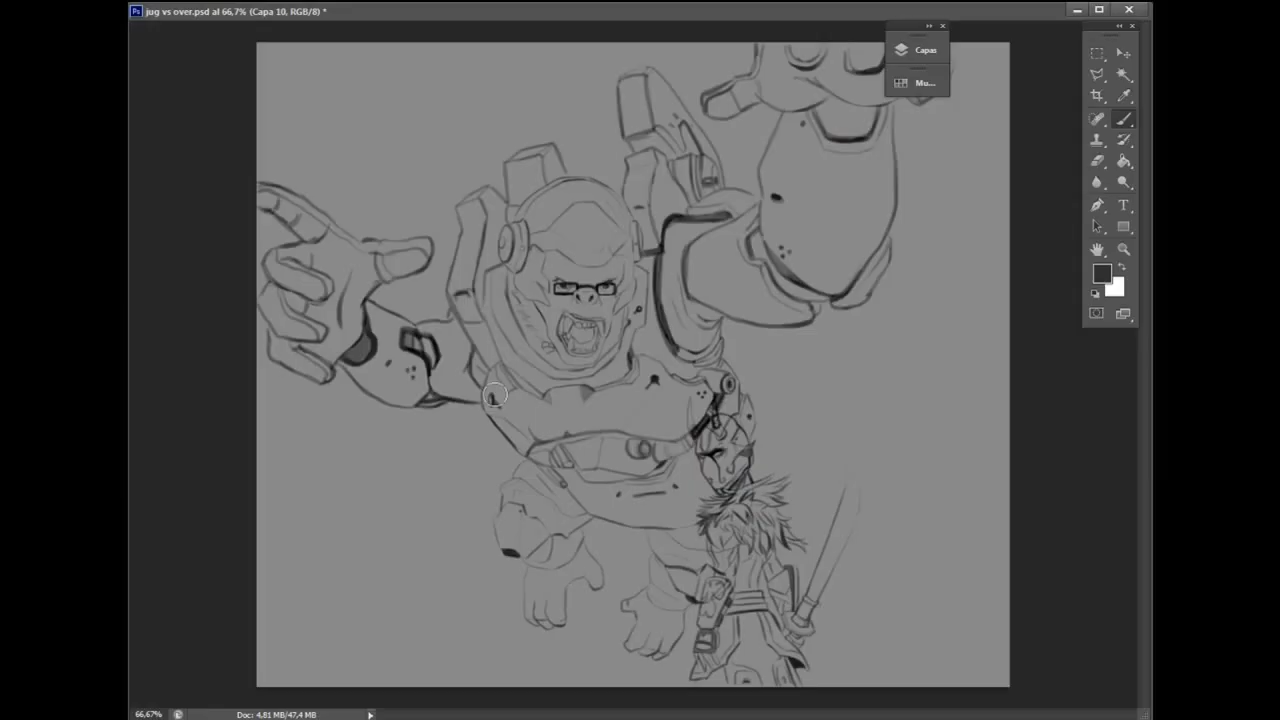 Ps jug vs over.psd al 66,7% (Capa 10, RGB/8) *
Capas
Mu...
T
66,67%
Doc: 4,81 MB/47,4 MB